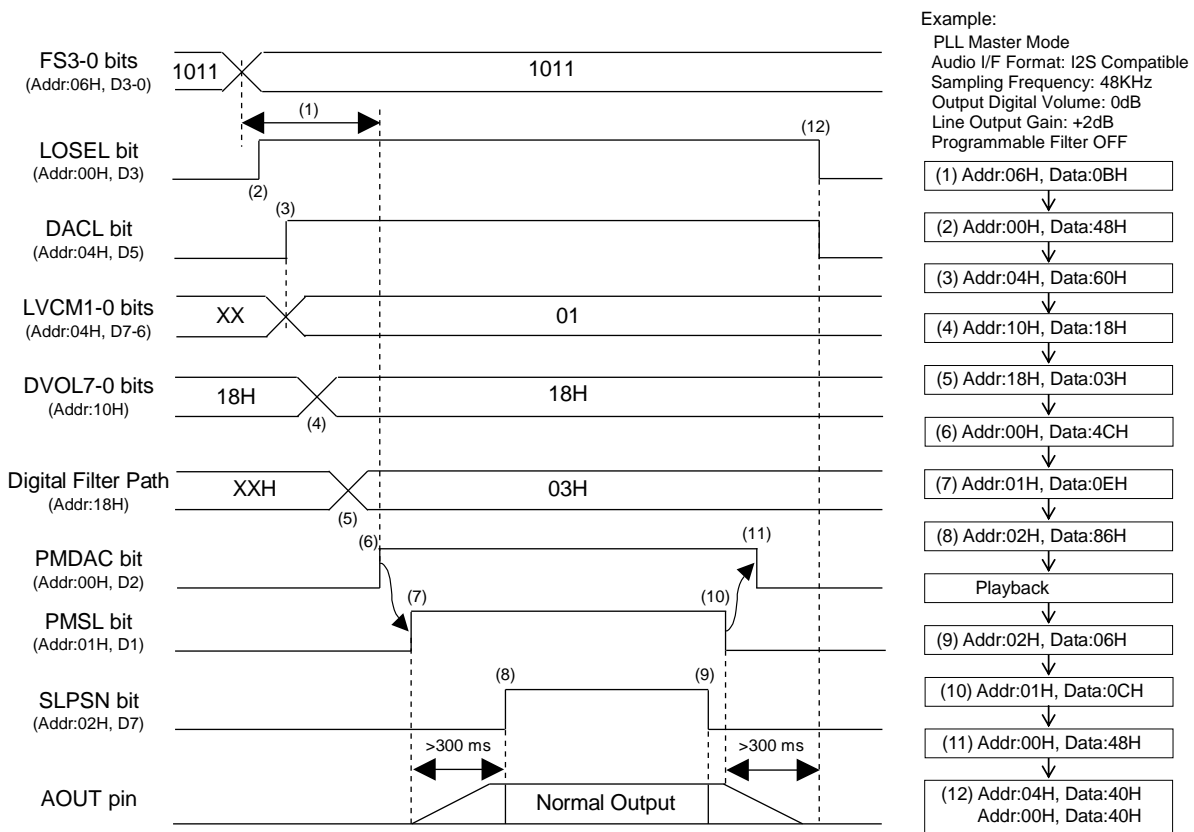 Example:
PLL Master Mode
Audio I/F Format: I2S Compatible
Sampling Frequency: 48KHz
Output Digital Volume: 0dB
Line Output Gain: +2dB
Programmable Filter OFF
FS3-0 bits
(Addr:06H, D3-0)
1011
1011
(1)
LOSEL bit
(Addr:00H, D3)
(2)
(12)
DACL bit
(Addr:04H, D5)
(3)
LVCM1-0 bits
(Addr:04H, D7-6)
XX
01
DVOL7-0 bits
(Addr:10H)
18H
18H
(4)
Digital Filter Path
(Addr:18H)
XXH
03H
(5)
PMDAC bit
(Addr:00H, D2)
(6)
(11)
PMSL bit
(Addr:01H, D1)
(7)
(10)
SLPSN bit
(Addr:02H, D7)
(8)
(9)
>300 ms
>300 ms
AOUT pin
Normal Output
(1) Addr:06H, Data:0BH
(2) Addr:00H, Data:48H
(3) Addr:04H, Data:60H
(4) Addr:10H, Data:18H
(5) Addr:18H, Data:03H
(6) Addr:00H, Data:4CH
(7) Addr:01H, Data:0EH
(8) Addr:02H, Data:86H
Playback
(9) Addr:02H, Data:06H
(10) Addr:01H, Data:0CH
(11) Addr:00H, Data:48H
(12) Addr:04H, Data:40H
Addr:00H, Data:40H